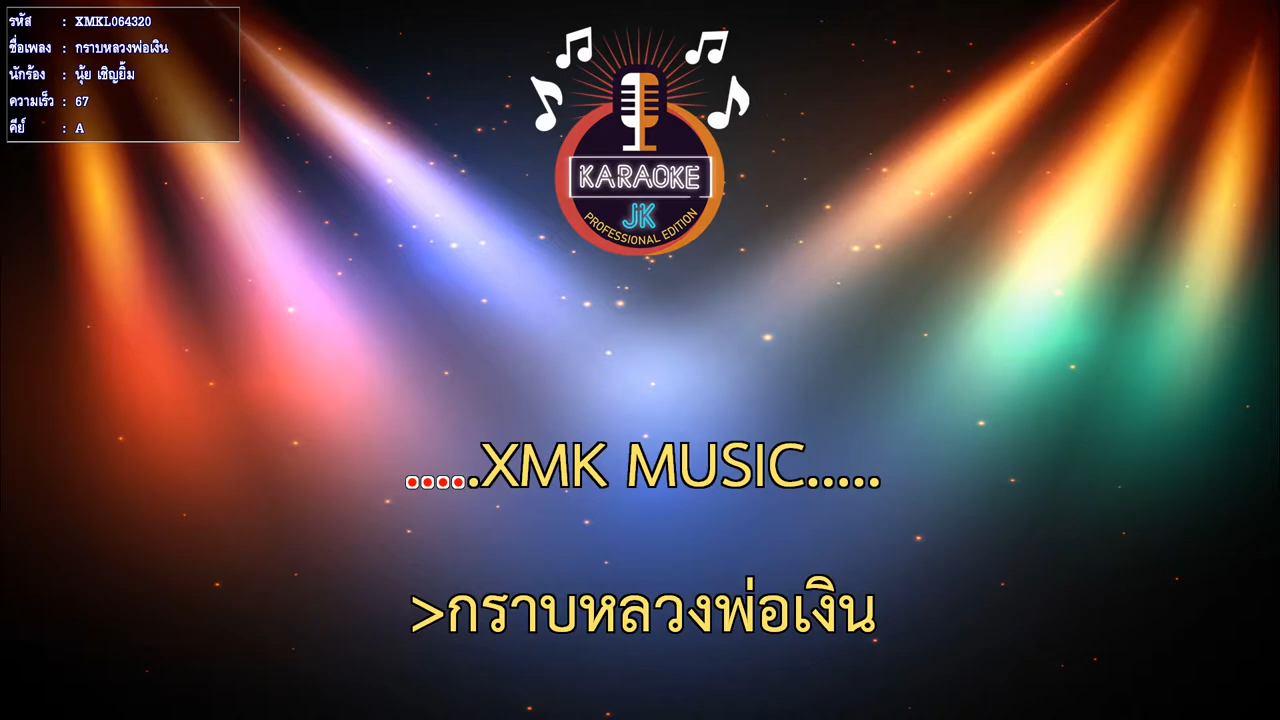 รหัส : XMKL064320
ชื่อเพลง : กราบหลวงพ่อเงิน
นักร้อง : นุ้ย เชิญยิ้ม
ความเร็ว : 67
คีย์ : A
KARAOKE
JK
PROFESSIONAL EDITION
.....XMK MUSIC.....
>กราบหลวงพ่อเงิน